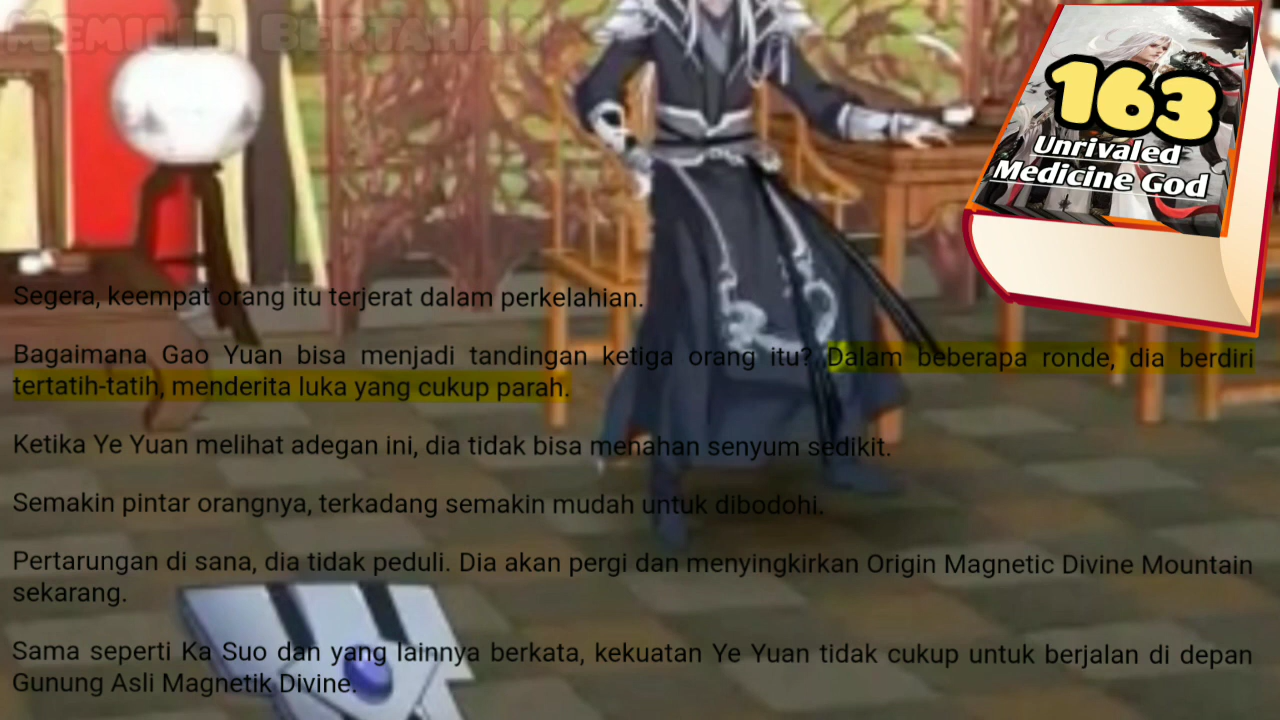 Memilih Bertahan
163
Unrivaled
Medicine God
Segera, keempat orang itu terjerat dalam perkelahian.
Bagaimana Gao Yuan bisa menjadi tandingan ketiga orang itu? Dalam beberapa ronde, dia berdiri
tertatih-tatih, menderita luka yang cukup parah.
Ketika Ye Yuan melihat adegan ini, dia tidak bisa menahan senyum sedikit.
Semakin pintar orangnya, terkadang semakin mudah untuk dibodohi.
Pertarungan di sana, dia tidak peduli. Dia akan pergi dan menyingkirkan Origin Magnetic Divine Mountain
sekarang.
Sama seperti Ka Suo dan yang lainnya berkata, kekuatan Ye Yuan tidak cukup untuk berjalan di depan
Gunung Asli Magnetik Divine.